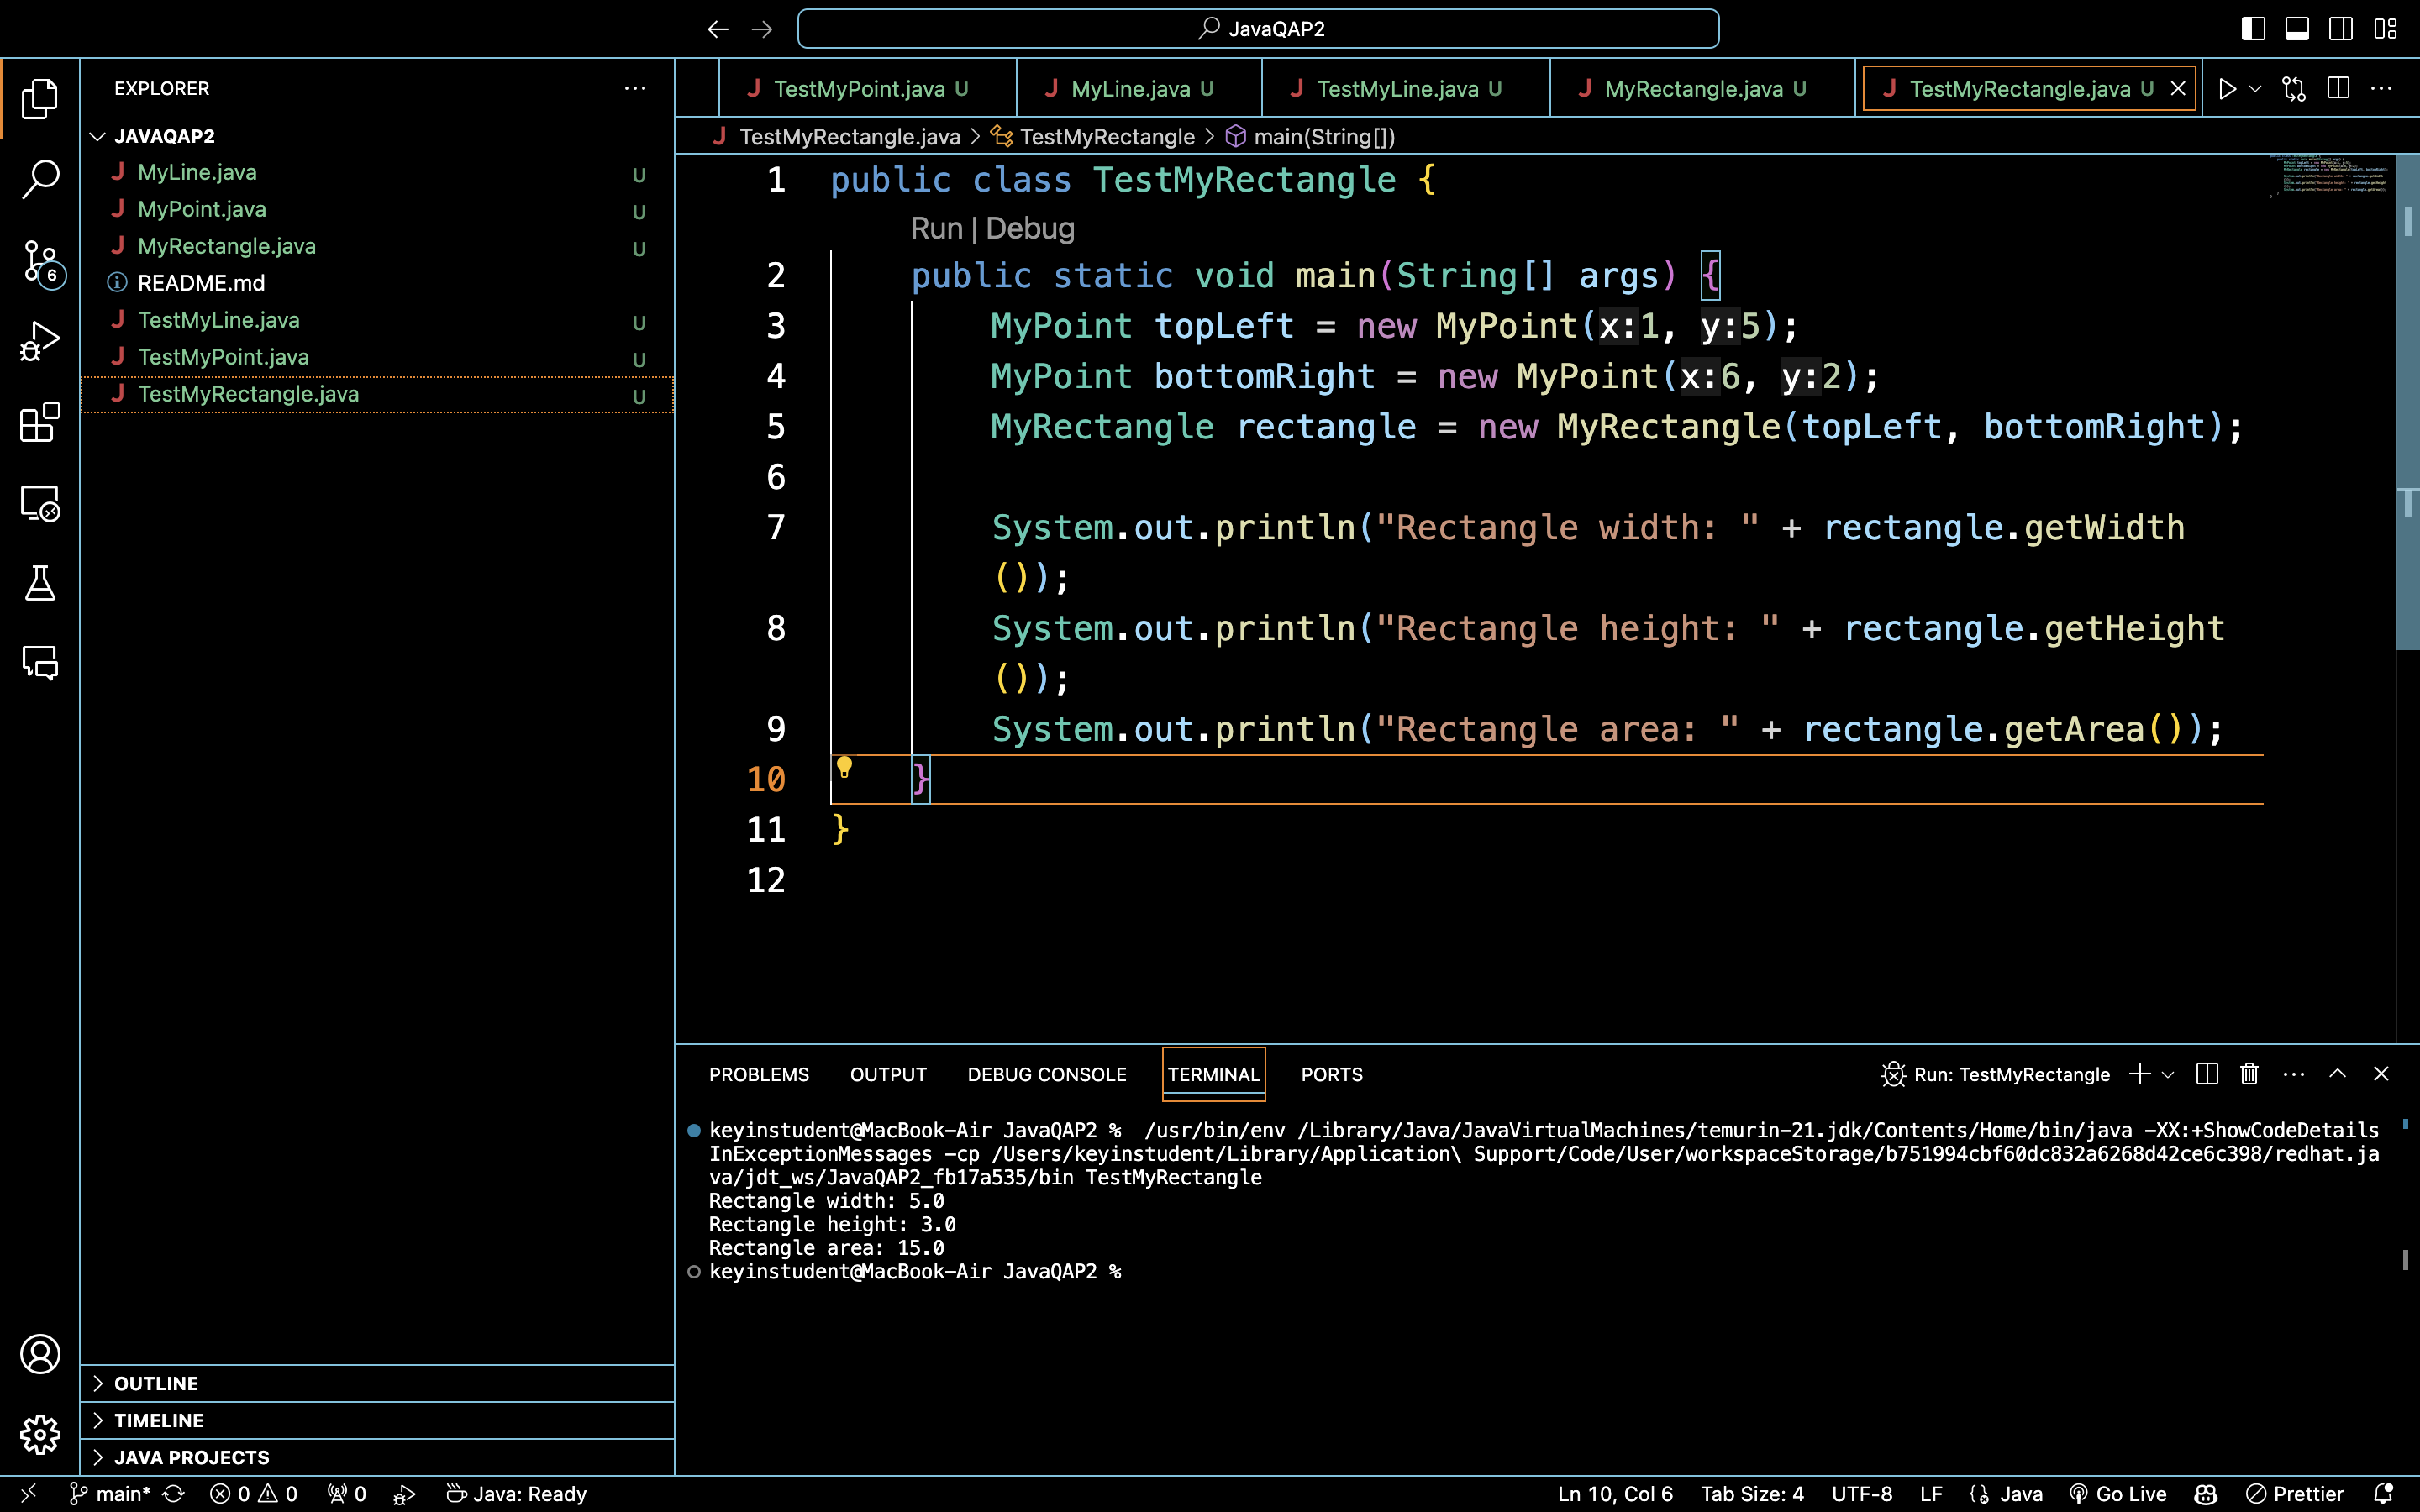 JavaQAP2
EXPLORER
JAVAQAP2
MyLine.java U
MyPoint.java U
MyRectangle.java U
README.md
TestMyLine.java U
TestMyPoint.java U
TestMyRectangle.java U
6
OUTLINE
TIMELINE
JAVA PROJECTS
TestMyPoint.java U MyLine.java U TestMyLine.java U MyRectangle.java U TestMyRectangle.java U
TestMyRectangle.java > TestMyRectangle > main(String[])
1 public class TestMyRectangle {
Run | Debug
2 public static void main(String[] args) {
3 MyPoint topLeft = new MyPoint(x:1, y:5);
4 MyPoint bottomRight = new MyPoint(x:6, y:2);
5 MyRectangle rectangle = new MyRectangle(topLeft, bottomRight);
6
7 System.out.println("Rectangle width: " + rectangle.getWidth
());
8 System.out.println("Rectangle height: " + rectangle.getHeight
());
9 System.out.println("Rectangle area: " + rectangle.getArea());
10 }
11 }
12
PROBLEMS OUTPUT DEBUG CONSOLE TERMINAL PORTS
Run: TestMyRectangle
keyinstudent@MacBook-Air JavaQAP2 % /usr/bin/env /Library/Java/JavaVirtualMachines/temurin-21.jdk/Contents/Home/bin/java -XX:+ShowCodeDetails
InExceptionMessages -cp /Users/keyinstudent/Library/Application\ Support/Code/User/workspaceStorage/b751994cbf60dc832a6268d42ce6c398/redhat.ja
va/jdt_ws/JavaQAP2_fb17a535/bin TestMyRectangle
Rectangle width: 5.0
Rectangle height: 3.0
Rectangle area: 15.0
keyinstudent@MacBook-Air JavaQAP2 %
main* 0 0 0 Java: Ready Ln 10, Col 6 Tab Size: 4 UTF-8 LF Java Go Live Prettier